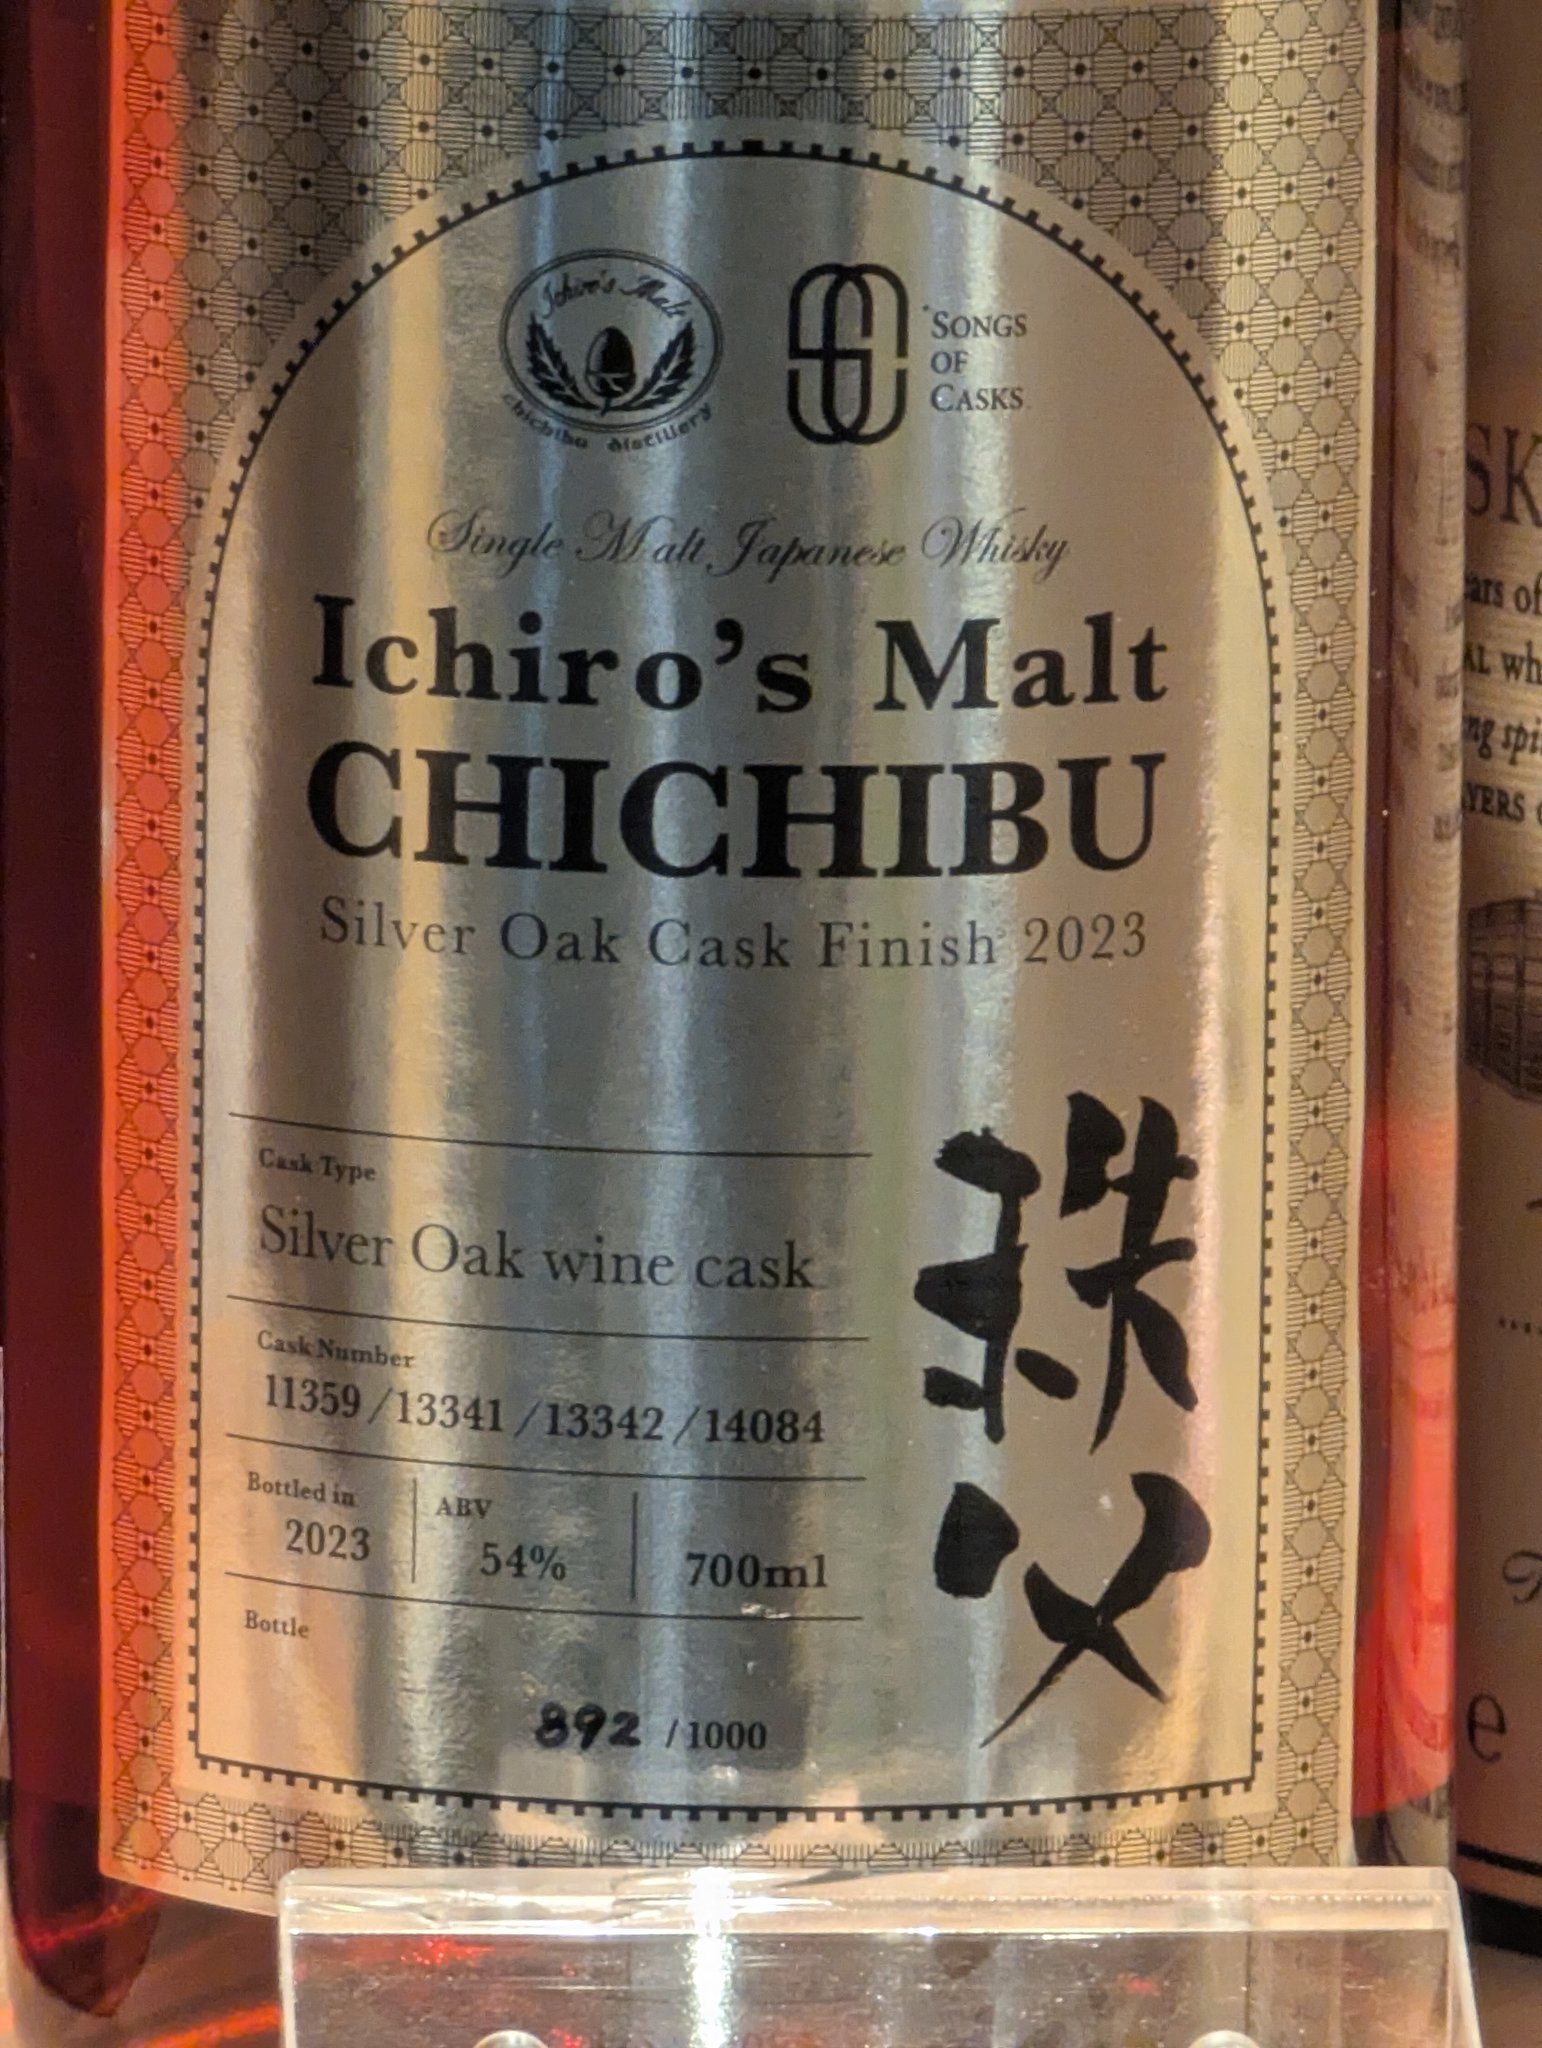 Ichiro's Malt
chichibu distillery
SONGS
OF
CASKS
Single Malt Japanese Whisky
Ichiro's Malt
CHICHIBU
Silver Oak Cask Finish 2023
Cask Type
Silver Oak wine cask
Cask Number
11359 / 13341 / 13342 / 14084
Bottled in
2023
ABV
54%
700ml
Bottle
892 / 1000
秩父